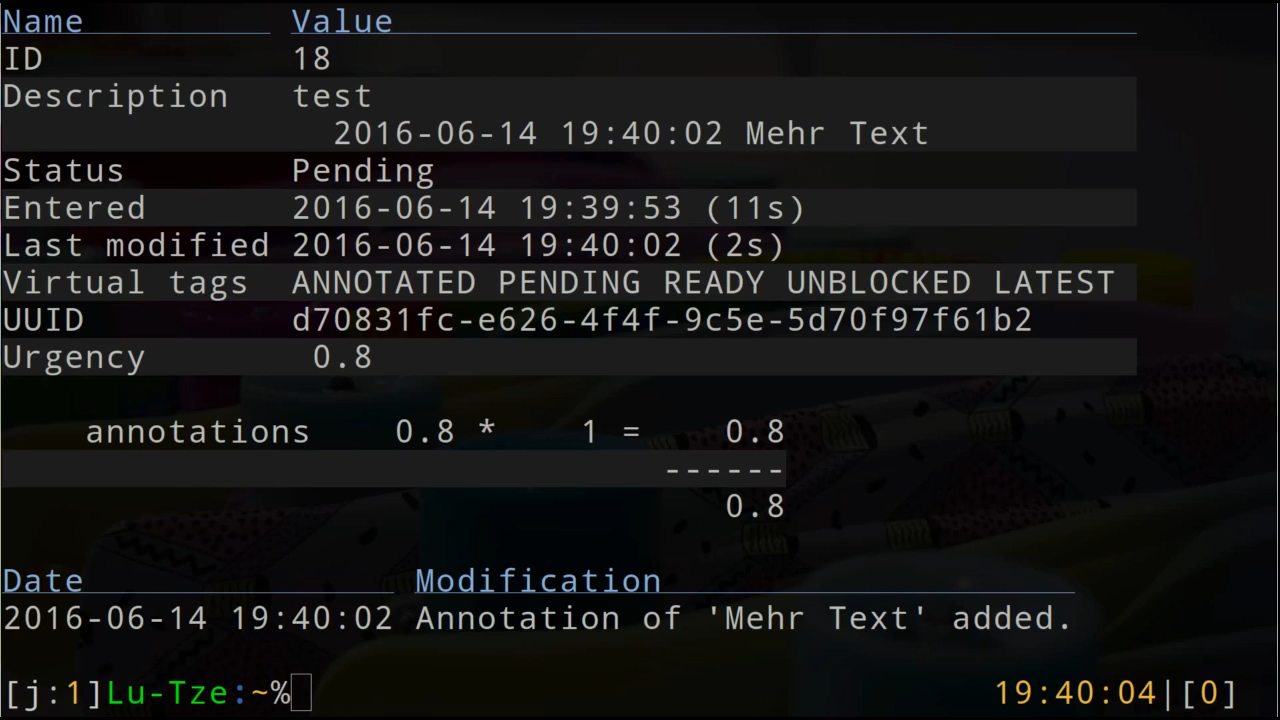 Name Value
ID 18
Description test
2016-06-14 19:40:02 Mehr Text
Status Pending
Entered 2016-06-14 19:39:53 (11s)
Last modified 2016-06-14 19:40:02 (2s)
Virtual tags ANNOTATED PENDING READY UNBLOCKED LATEST
UUID d70831fc-e626-4f4f-9c5e-5d70f97f61b2
Urgency 0.8
annotations 0.8 * 1 = 0.8
------
0.8
Date Modification
2016-06-14 19:40:02 Annotation of 'Mehr Text' added.
[j:1]Lu-Tze:~% 19:40:04|[0]